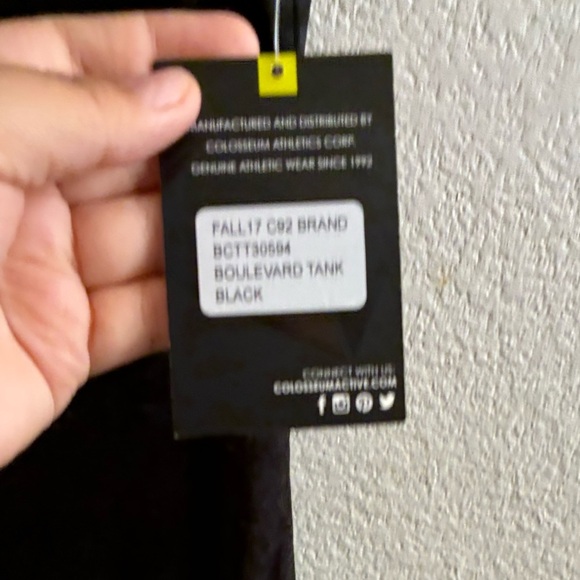 MANUFACTURED AND DISTRIBUTED BY
COLOSSEUM ATHLETICS CORP.
GENUINE ATHLETIC WEAR SINCE 1992
FALL17 C92 BRAND
BCTT30594
BOULEVARD TANK
BLACK
CONNECT WITH US
COLOSSEUMACTIVE.COM